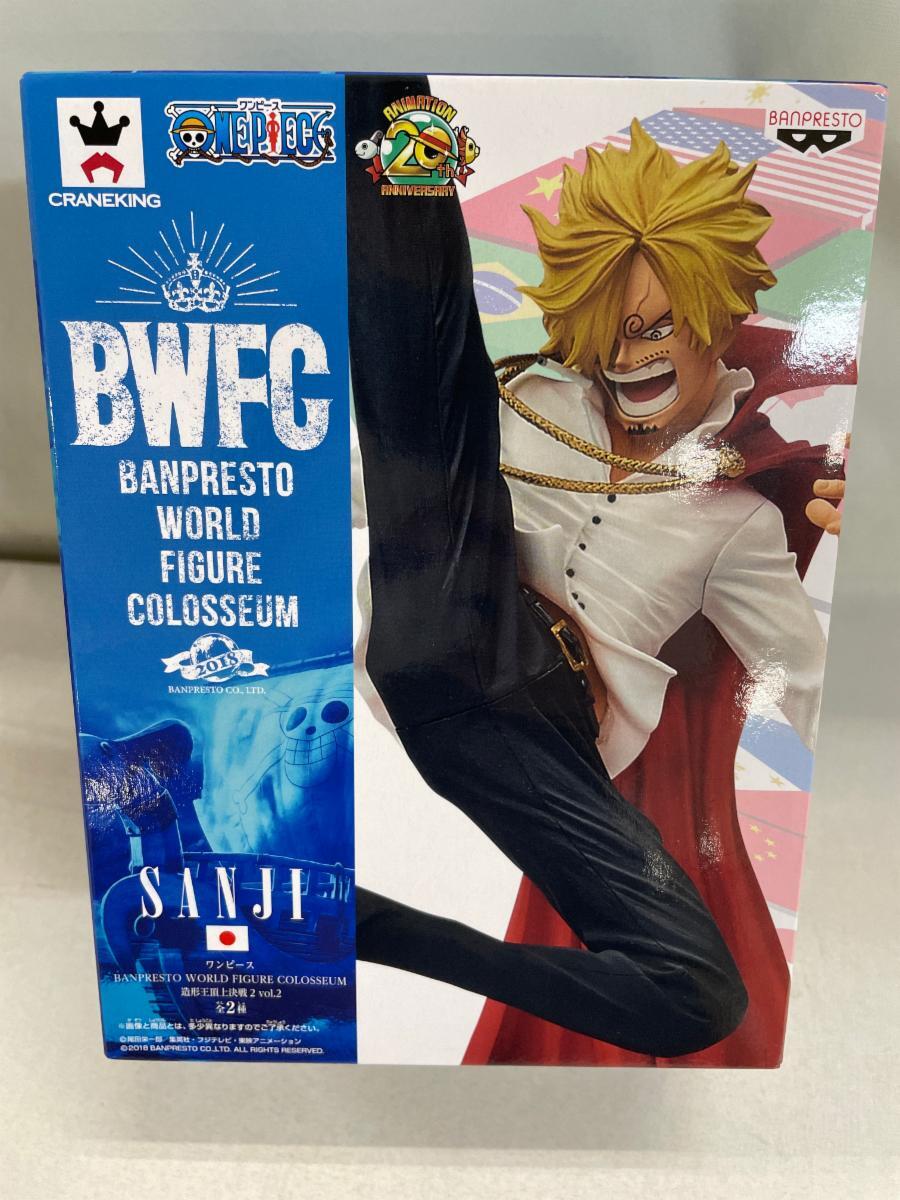 CRANEKING
ワンピース
ONE PIECE
ANIMATION
20th
ANNIVERSARY
BANPRESTO
BWFC
BANPRESTO
WORLD
FIGURE
COLOSSEUM
2018
BANPRESTO CO., LTD.
SANJI
ワンピース
BANPRESTO WORLD FIGURE COLOSSEUM
造形王頂上決戦2 vol.2
全2種
※画像と商品とは、多少異なりますのでご了承ください。
©尾田栄一郎/集英社・フジテレビ・東映アニメーション
©2018 BANPRESTO CO.,LTD. ALL RIGHTS RESERVED.